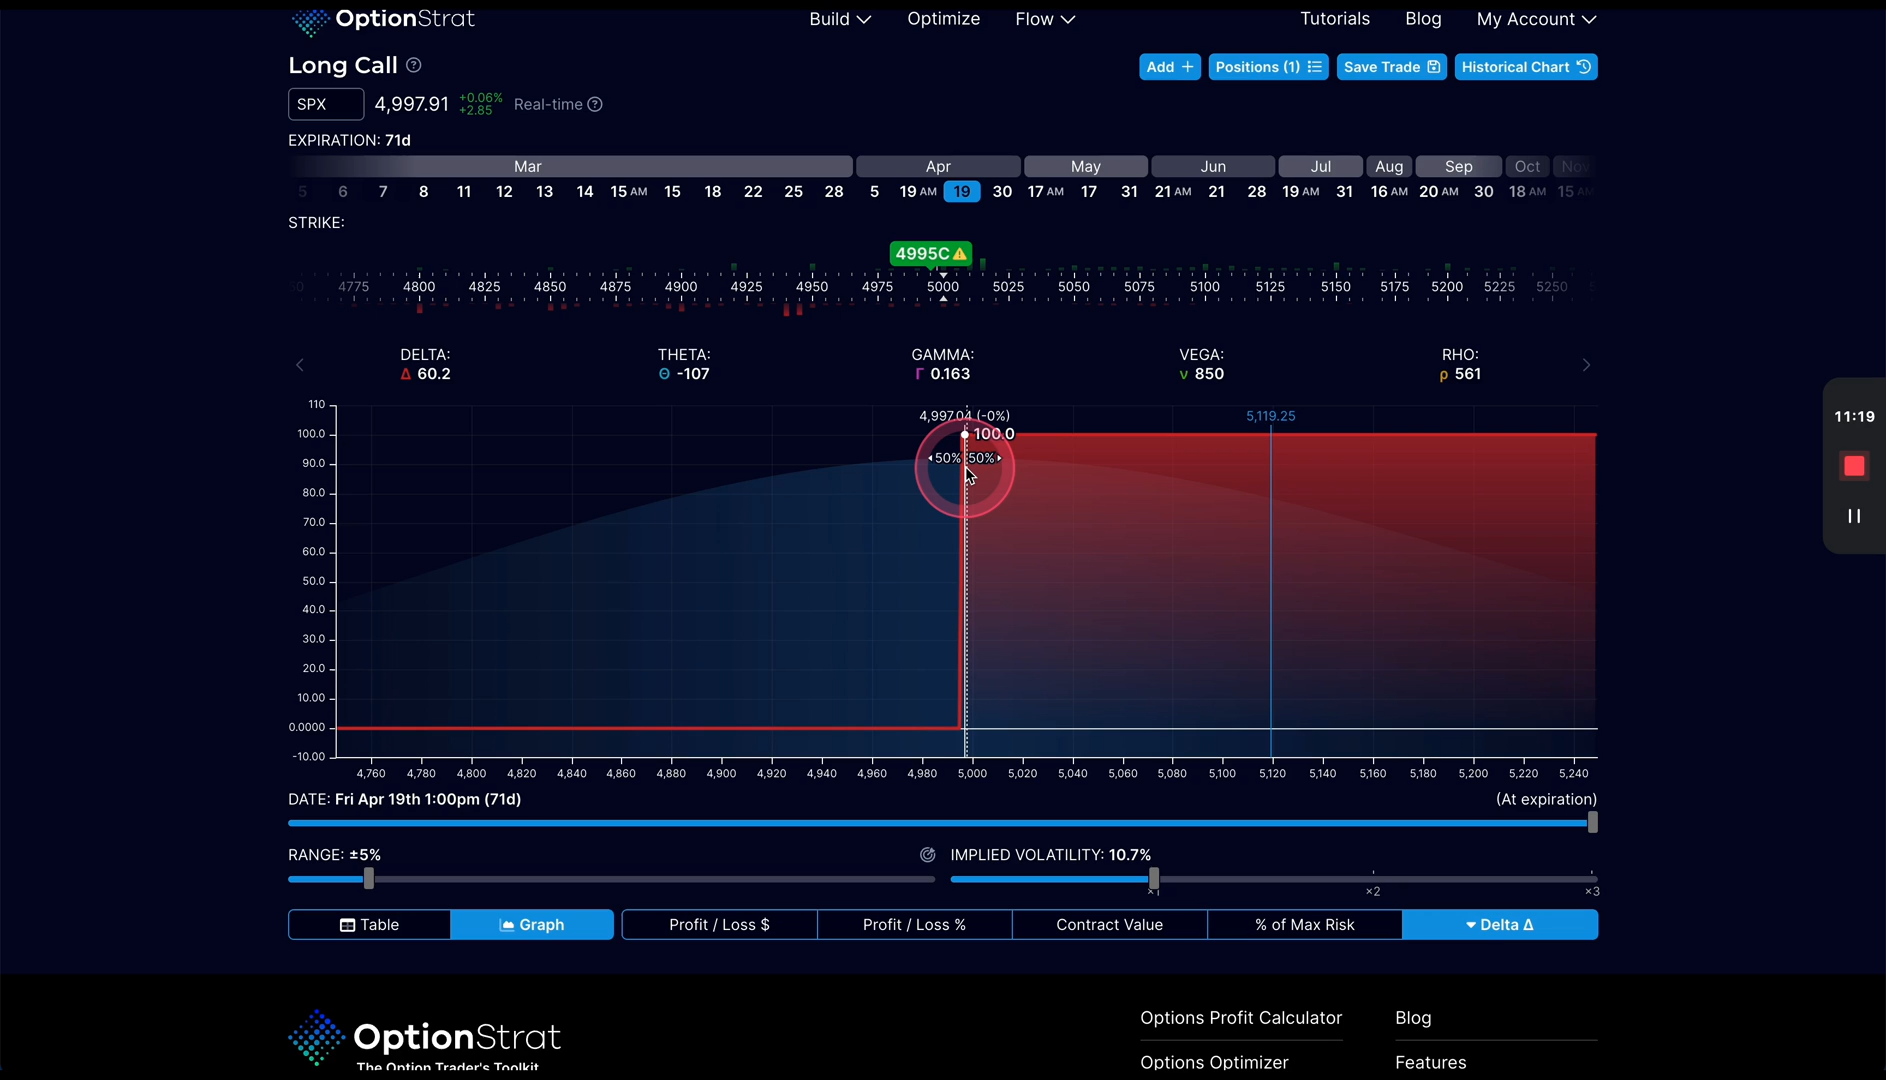 OptionStrat
Build Optimize Flow Tutorials Blog My Account
Long Call ?
Add + Positions (1) Save Trade Historical Chart
SPX 4,997.91 +0.06% +2.85 Real-time ?
EXPIRATION: 71d
Mar Apr May Jun Jul Aug Sep Oct Nov
5 6 7 8 11 12 13 14 15 AM 15 18 22 25 28 5 19 AM 19 30 17 AM 17 31 21 AM 21 28 19 AM 31 16 AM 20 AM 30 18 AM 15 AM
STRIKE:
4995C
4775 4800 4825 4850 4875 4900 4925 4950 4975 5000 5025 5050 5075 5100 5125 5150 5175 5200 5225 5250
DELTA: THETA: GAMMA: VEGA: RHO:
Δ 60.2 Θ -107 Γ 0.163 ν 850 ρ 561
110
4,997.04 (-0%) 5,119.25
100.0 100.0
90.0 50% 50%
80.0
70.0
60.0
50.0
40.0
30.0
20.0
10.00
0.0000
-10.00
4,760 4,780 4,800 4,820 4,840 4,860 4,880 4,900 4,920 4,940 4,960 4,980 5,000 5,020 5,040 5,060 5,080 5,100 5,120 5,140 5,160 5,180 5,200 5,220 5,240
DATE: Fri Apr 19th 1:00pm (71d) (At expiration)
RANGE: ±5% IMPLIED VOLATILITY: 10.7%
×1 ×2 ×3
Table Graph Profit / Loss $ Profit / Loss % Contract Value % of Max Risk Delta Δ
11:19
OptionStrat
The Option Trader's Toolkit
Options Profit Calculator Blog
Options Optimizer Features